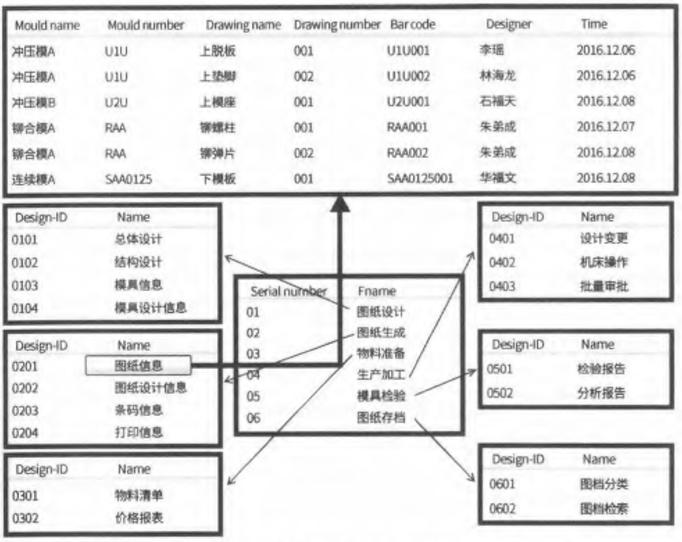 Mould name Mould number Drawing name Drawing number Bar code Designer Time
冲压模A U1U 上脱板 001 U1U001 李瑶 2016.12.06
冲压模A U1U 上垫脚 002 U1U002 林海龙 2016.12.06
冲压模B U2U 上模座 001 U2U001 石福天 2016.12.08
铆合模A RAA 铆螺柱 001 RAA001 朱弟成 2016.12.07
铆合模A RAA 铆弹片 002 RAA002 朱弟成 2016.12.08
连续模A SAA0125 下模板 001 SAA0125001 华福文 2016.12.08
Design-ID Name
0101 总体设计
0102 结构设计
0103 模具信息
0104 模具设计信息
Design-ID Name
0201 图纸信息
0202 图纸设计信息
0203 条码信息
0204 打印信息
Design-ID Name
0301 物料清单
0302 价格报表
Serial number Fname
01 图纸设计
02 图纸生成
03 物料准备
04 生产加工
05 模具检验
06 图纸存档
Design-ID Name
0401 设计变更
0402 机床操作
0403 批量审批
Design-ID Name
0501 检验报告
0502 分析报告
Design-ID Name
0601 图档分类
0602 图档检索